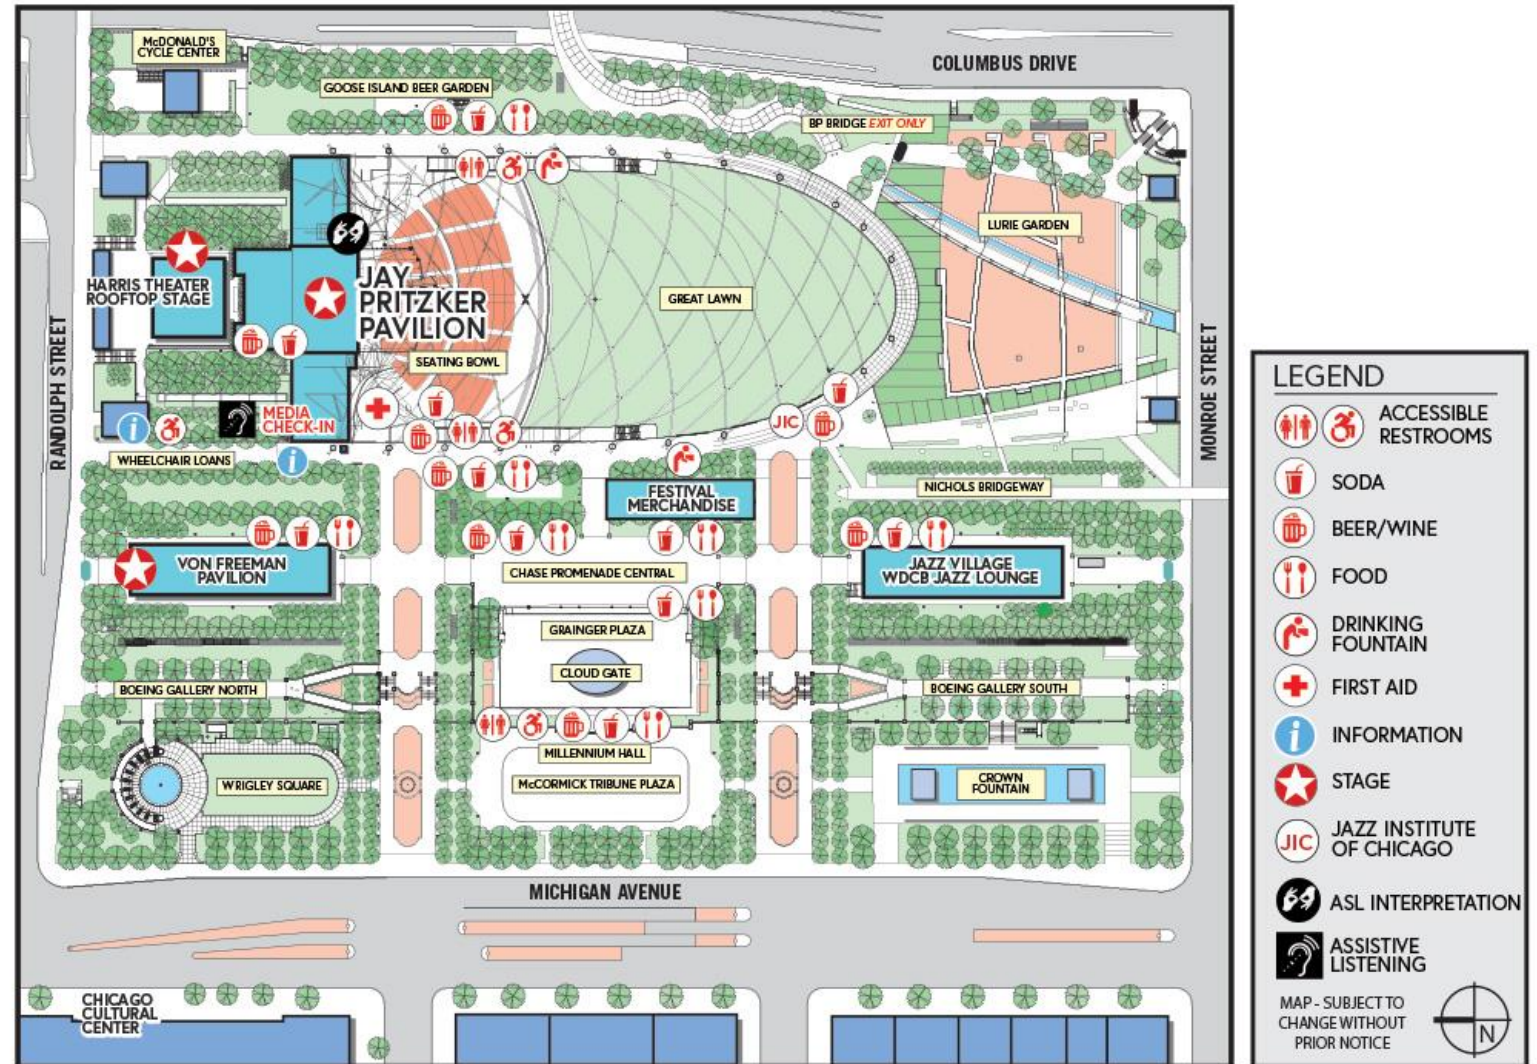 McDONALD'S
CYCLE CENTER
COLUMBUS DRIVE
GOOSE ISLAND BEER GARDEN
BP BRIDGE EXIT ONLY
LURIE GARDEN
HARRIS THEATER
ROOFTOP STAGE
JAY
PRITZKER
PAVILION
GREAT LAWN
SEATING BOWL
RANDOLPH STREET
MONROE STREET
MEDIA
CHECK-IN
JIC
i
WHEELCHAIR LOANS
i
NICHOLS BRIDGEWAY
FESTIVAL
MERCHANDISE
VON FREEMAN
PAVILION
CHASE PROMENADE CENTRAL
JAZZ VILLAGE
WDCB JAZZ LOUNGE
GRAINGER PLAZA
CLOUD GATE
BOEING GALLERY NORTH
BOEING GALLERY SOUTH
MILLENNIUM HALL
McCORMICK TRIBUNE PLAZA
WRIGLEY SQUARE
CROWN
FOUNTAIN
MICHIGAN AVENUE
CHICAGO
CULTURAL
CENTER
LEGEND
ACCESSIBLE
RESTROOMS
SODA
BEER/WINE
FOOD
DRINKING
FOUNTAIN
FIRST AID
i INFORMATION
STAGE
JIC JAZZ INSTITUTE
OF CHICAGO
ASL INTERPRETATION
ASSISTIVE
LISTENING
MAP - SUBJECT TO
CHANGE WITHOUT
PRIOR NOTICE
N